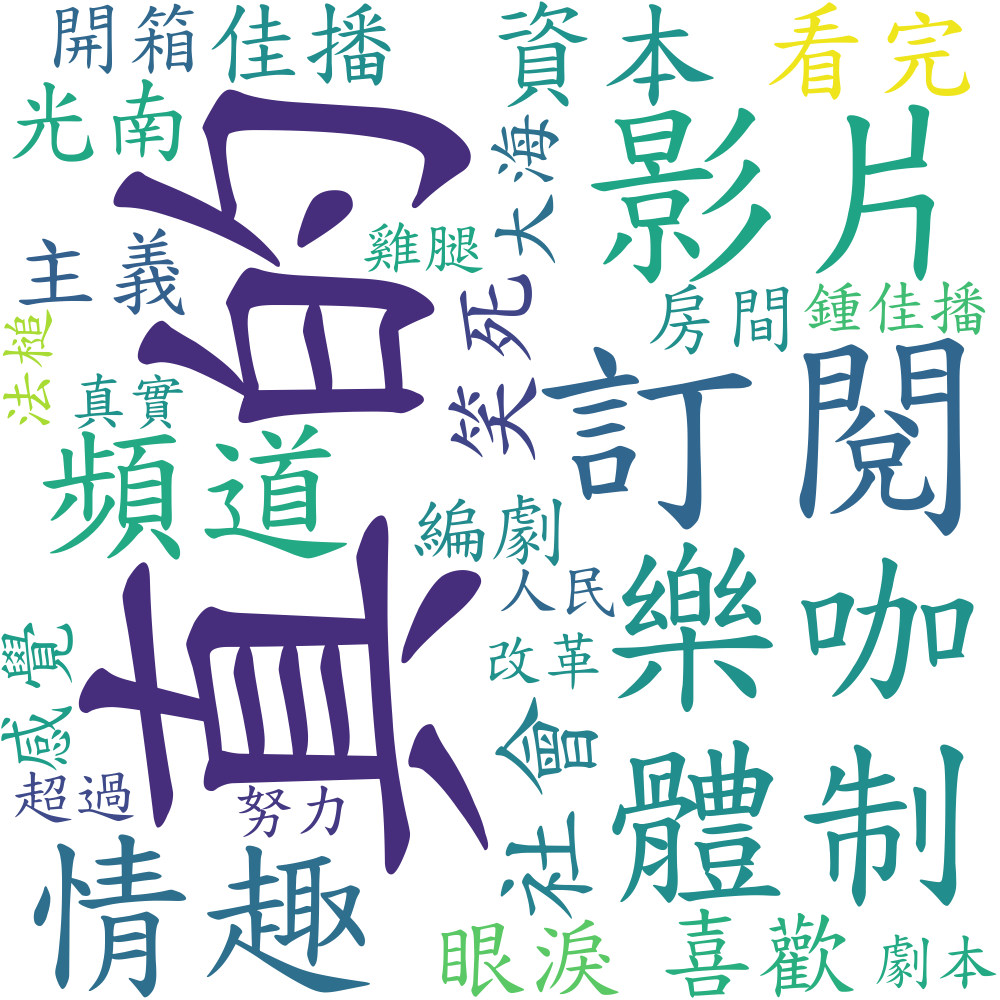 開箱
佳播
資本
看完
光南
真的
大海
影片
主義
雞腿
笑死
房間
鍾佳播
法槌
真實
訂閱
頻道
編劇
人民
樂咖
改革
感覺
社會
體制
超過
努力
情趣
眼淚
喜歡
劇本